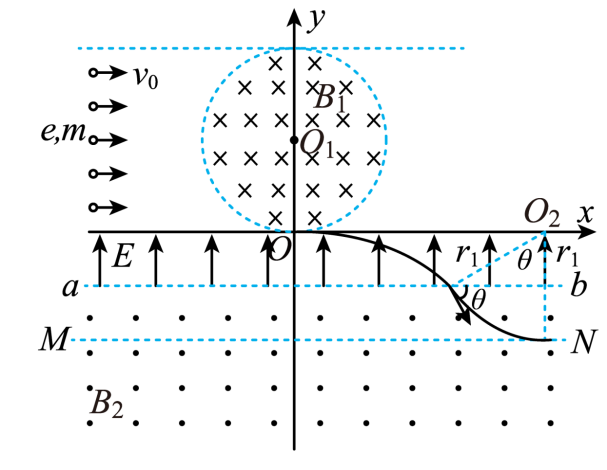 y
v₀
B₁
e,m
O₁
x
O₂
O
E
r₁
θ
r₁
a
b
θ
M
N
B₂